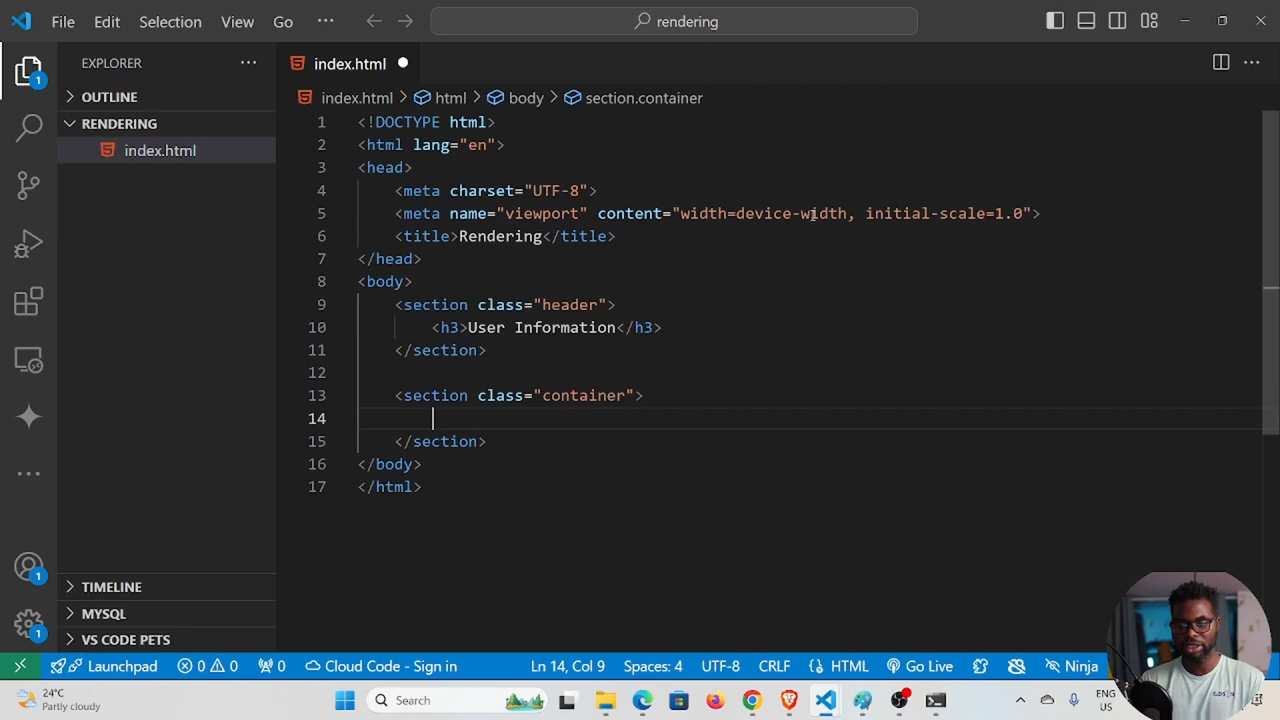 File Edit Selection View Go ··· rendering
EXPLORER ···
OUTLINE
RENDERING
index.html
TIMELINE
MYSQL
VS CODE PETS
1
1
1
index.html
index.html > html > body > section.container
1 <!DOCTYPE html>
2 <html lang="en">
3 <head>
4 <meta charset="UTF-8">
5 <meta name="viewport" content="width=device-width, initial-scale=1.0">
6 <title>Rendering</title>
7 </head>
8 <body>
9 <section class="header">
10 <h3>User Information</h3>
11 </section>
12
13 <section class="container">
14
15 </section>
16 </body>
17 </html>
Launchpad 0 0 0 Cloud Code - Sign in Ln 14, Col 9 Spaces: 4 UTF-8 CRLF {} HTML Go Live Ninja
24°C
Partly cloudy
Search
ENG
US